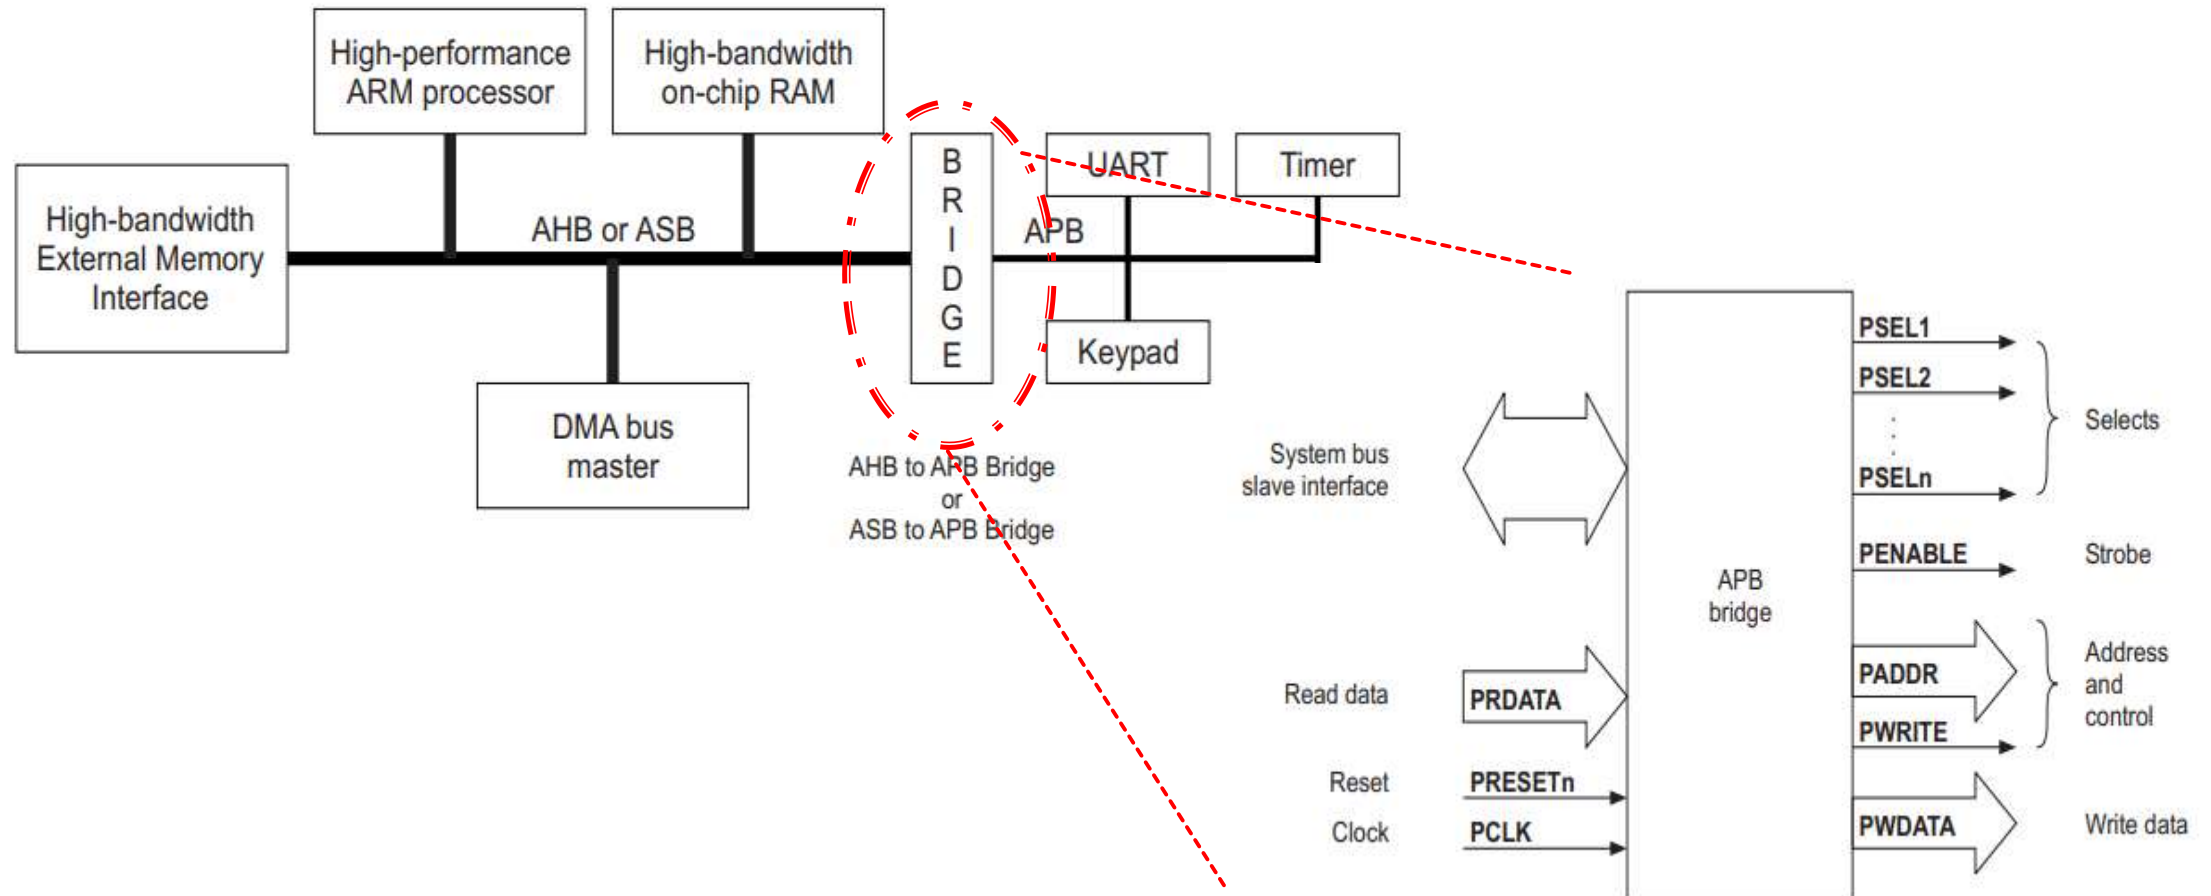 High-performance
ARM processor
High-bandwidth
on-chip RAM
High-bandwidth
External Memory
Interface
AHB or ASB
B
R
I
D
G
E
UART
Timer
APB
Keypad
DMA bus
master
AHB to APB Bridge
or
ASB to APB Bridge
System bus
slave interface
Read data
PRDATA
Reset
PRESETn
Clock
PCLK
APB
bridge
PSEL1
PSEL2
PSELn
Selects
PENABLE
Strobe
PADDR
PWRITE
Address
and
control
PWDATA
Write data